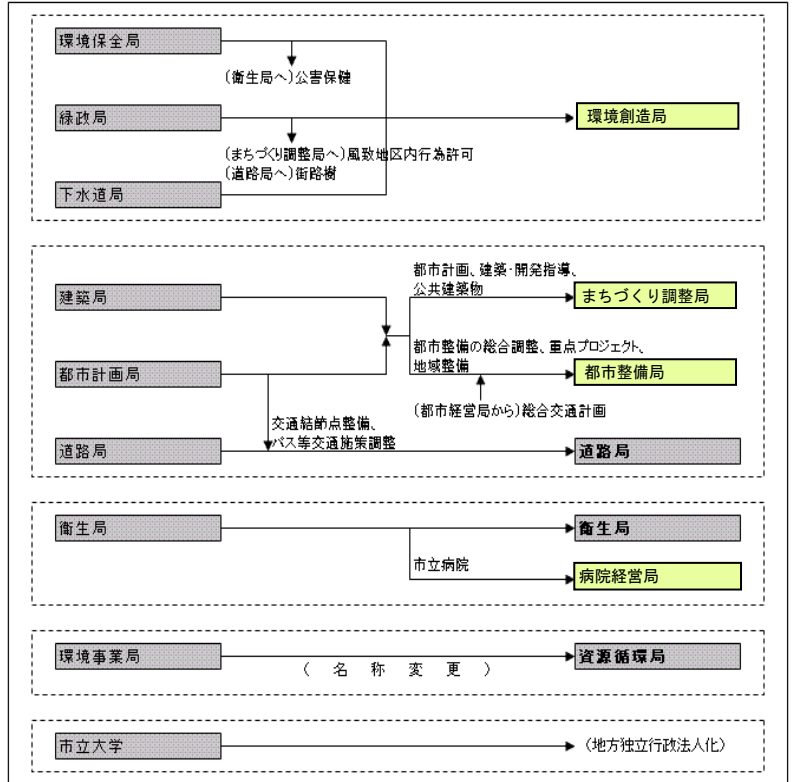 環境保全局
(衛生局へ)公害保健
緑政局
環境創造局
(まちづくり調整局へ)風致地区内行為許可
(道路局へ)街路樹
下水道局
都市計画、建築・開発指導、
公共建築物
建築局
まちづくり調整局
都市整備の総合調整、重点プロジェクト、
地域整備
都市計画局
都市整備局
(都市経営局から)総合交通計画
交通結節点整備、
バス等交通施策調整
道路局
道路局
衛生局
衛生局
市立病院
病院経営局
環境事業局
資源循環局
(名称変更)
市立大学
(地方独立行政法人化)